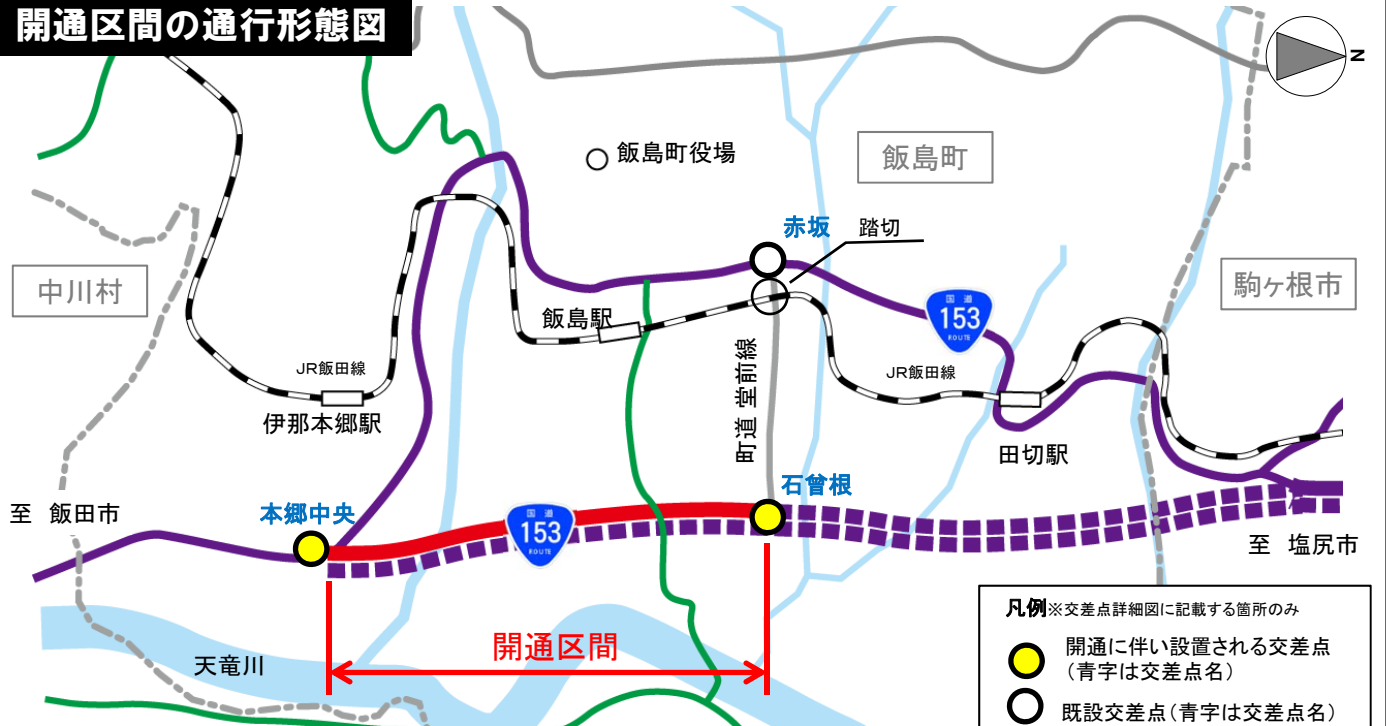 開通区間の通行形態図
N
飯島町役場
飯島町
赤坂
踏切
中川村
駒ヶ根市
国道
153
ROUTE
飯島駅
JR飯田線
伊那本郷駅
町道 堂前線
JR飯田線
田切駅
石曾根
至 飯田市
本郷中央
国道
153
ROUTE
至 塩尻市
開通区間
天竜川
凡例※交差点詳細図に記載する箇所のみ
開通に伴い設置される交差点
(青字は交差点名)
既設交差点(青字は交差点名)